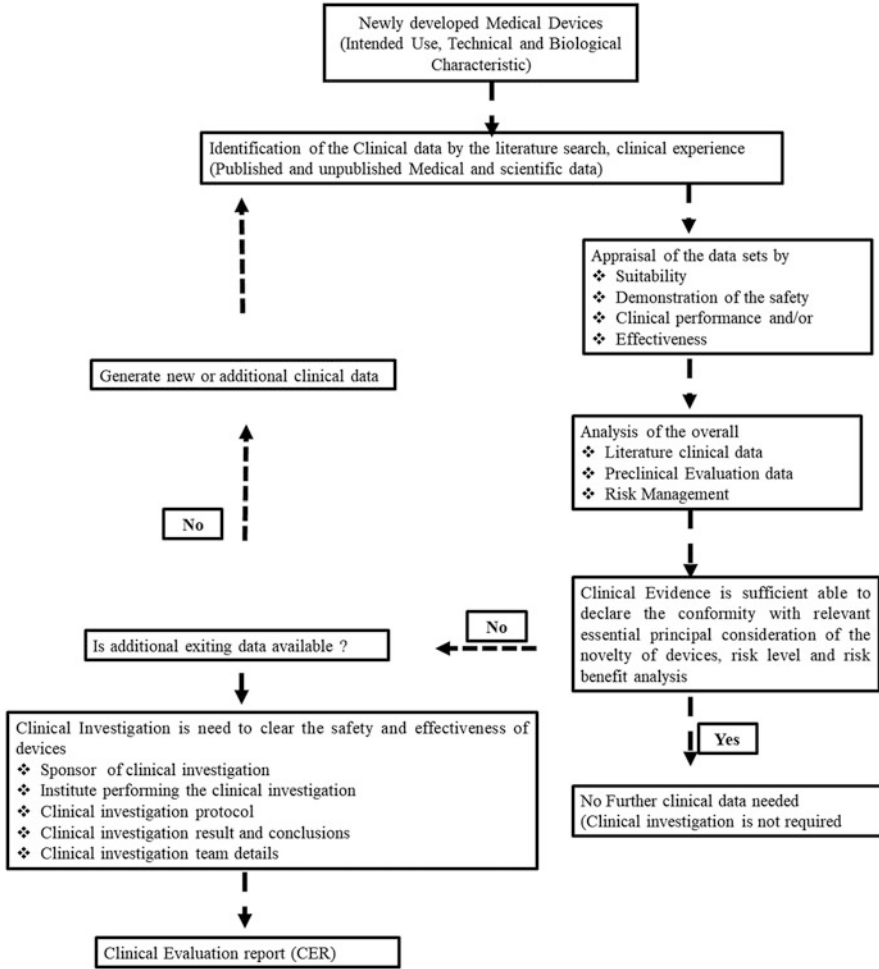 Newly developed Medical Devices
(Intended Use, Technical and Biological
Characteristic)
Identification of the Clinical data by the literature search, clinical experience
(Published and unpublished Medical and scientific data)
Appraisal of the data sets by
❖ Suitability
❖ Demonstration of the safety
❖ Clinical performance and/or
❖ Effectiveness
Generate new or additional clinical data
Analysis of the overall
❖ Literature clinical data
❖ Preclinical Evaluation data
❖ Risk Management
No
Clinical Evidence is sufficient able to
declare the conformity with relevant
essential principal consideration of the
novelty of devices, risk level and risk
benefit analysis
No
Is additional exiting data available ?
Clinical Investigation is need to clear the safety and effectiveness of
devices
❖ Sponsor of clinical investigation
❖ Institute performing the clinical investigation
❖ Clinical investigation protocol
❖ Clinical investigation result and conclusions
❖ Clinical investigation team details
Yes
No Further clinical data needed
(Clinical investigation is not required
Clinical Evaluation report (CER)